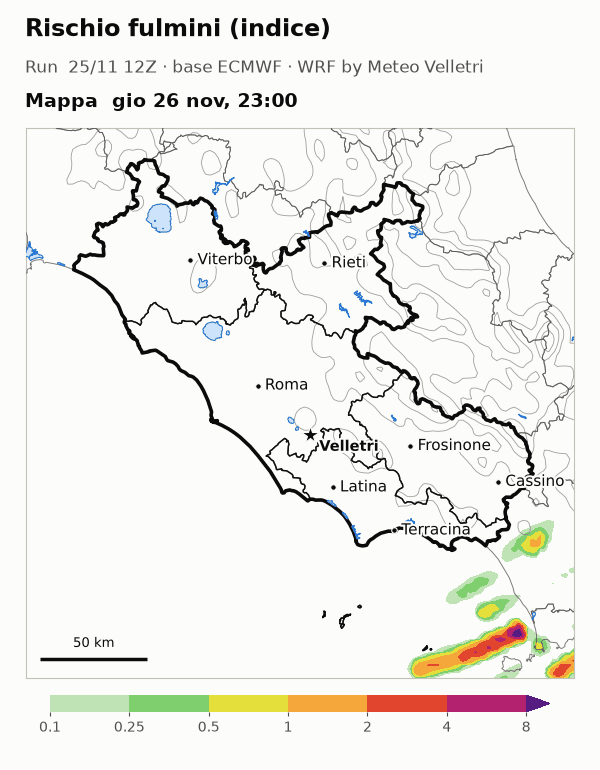 Rischio fulmini (indice)
Run  25/11 12Z · base ECMWF · WRF by Meteo Velletri
Mappa  gio 26 nov, 23:00
Viterbo
Rieti
Roma
Velletri
Frosinone
Cassino
Latina
Terracina
50 km
0.1 0.25 0.5 1 2 4 8